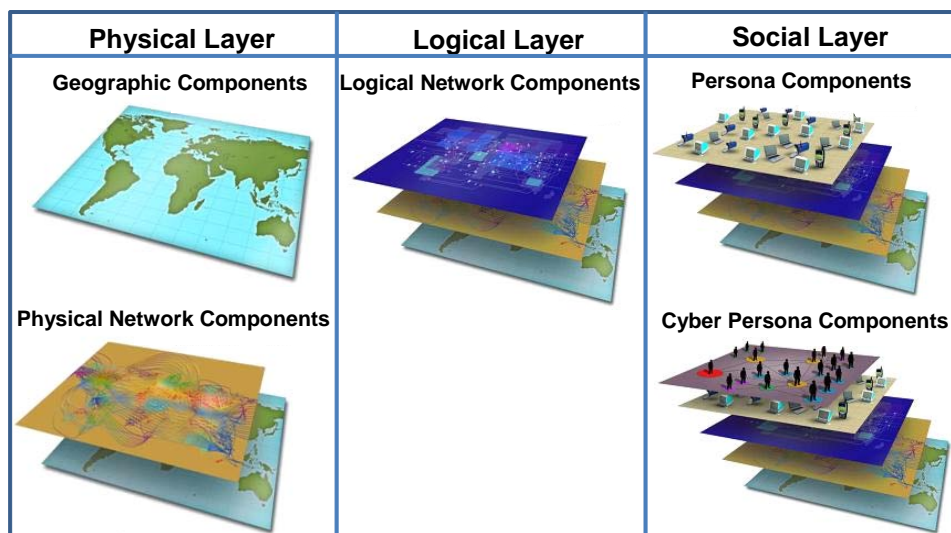 Physical Layer
Logical Layer
Social Layer
Geographic Components
Logical Network Components
Persona Components
Physical Network Components
Cyber Persona Components